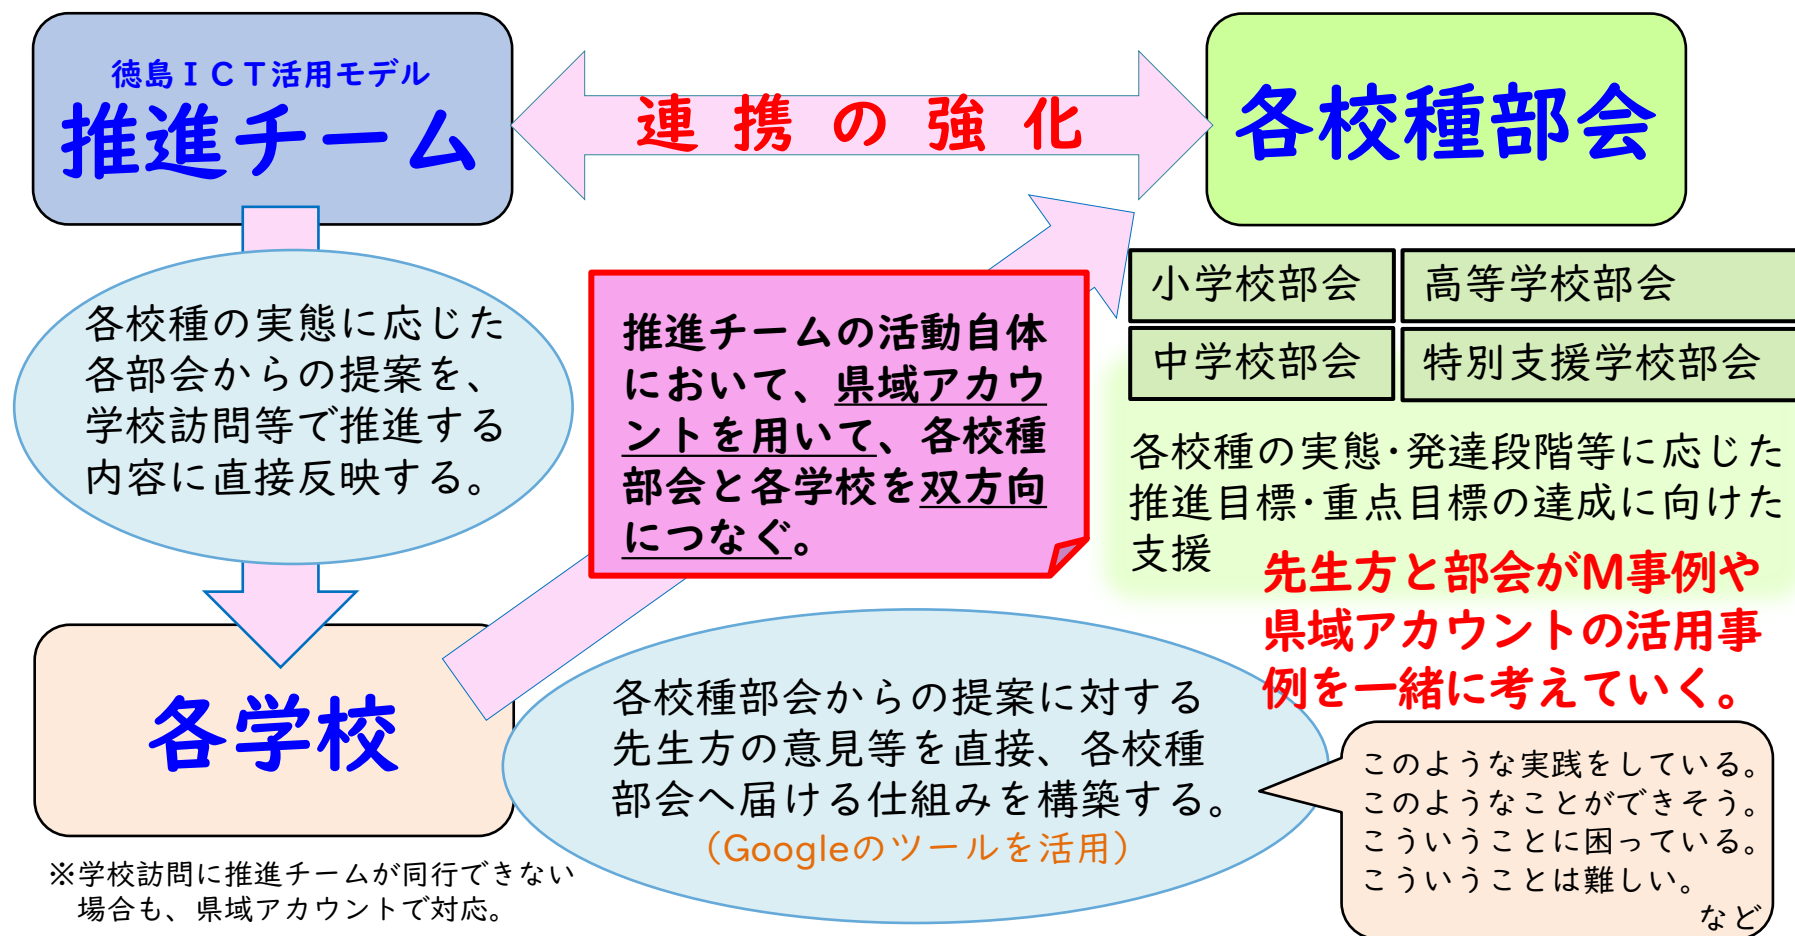 徳島ＩＣＴ活用モデル
推進チーム
連携の強化
各校種部会
小学校部会
高等学校部会
中学校部会
特別支援学校部会
各校種の実態に応じた
各部会からの提案を、
学校訪問等で推進する
内容に直接反映する。
推進チームの活動自体
において、県域アカウ
ントを用いて、各校種
部会と各学校を双方向
につなぐ。
各校種の実態・発達段階等に応じた
推進目標・重点目標の達成に向けた
支援
先生方と部会がM事例や
県域アカウントの活用事
例を一緒に考えていく。
各学校
各校種部会からの提案に対する
先生方の意見等を直接、各校種
部会へ届ける仕組みを構築する。
（Googleのツールを活用）
このような実践をしている。
このようなことができそう。
こういうことに困っている。
こういうことは難しい。
など
※学校訪問に推進チームが同行できない
場合も、県域アカウントで対応。